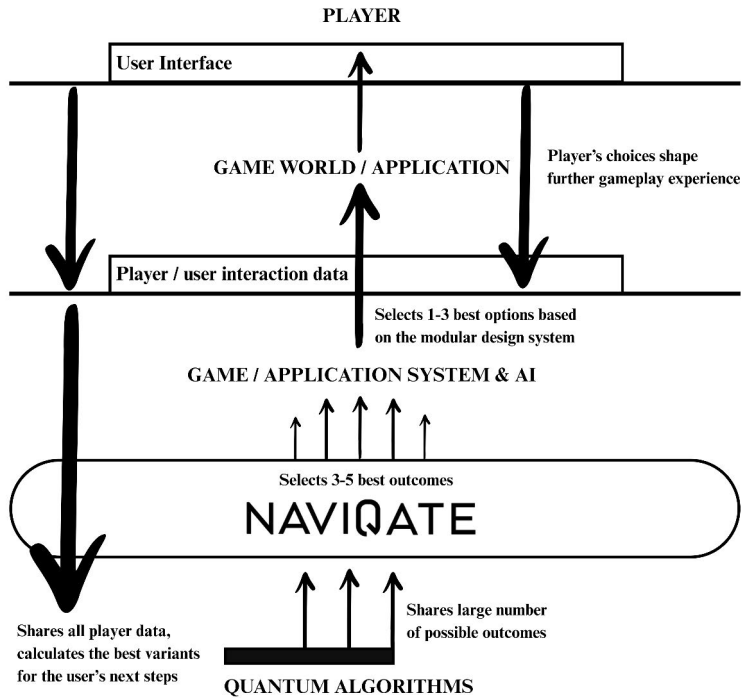 PLAYER
User Interface
GAME WORLD / APPLICATION
Player's choices shape
further gameplay experience
Player / user interaction data
Selects 1-3 best options based
on the modular design system
GAME / APPLICATION SYSTEM & AI
Selects 3-5 best outcomes
NAVIQATE
Shares large number
of possible outcomes
Shares all player data,
calculates the best variants
for the user's next steps
QUANTUM ALGORITHMS